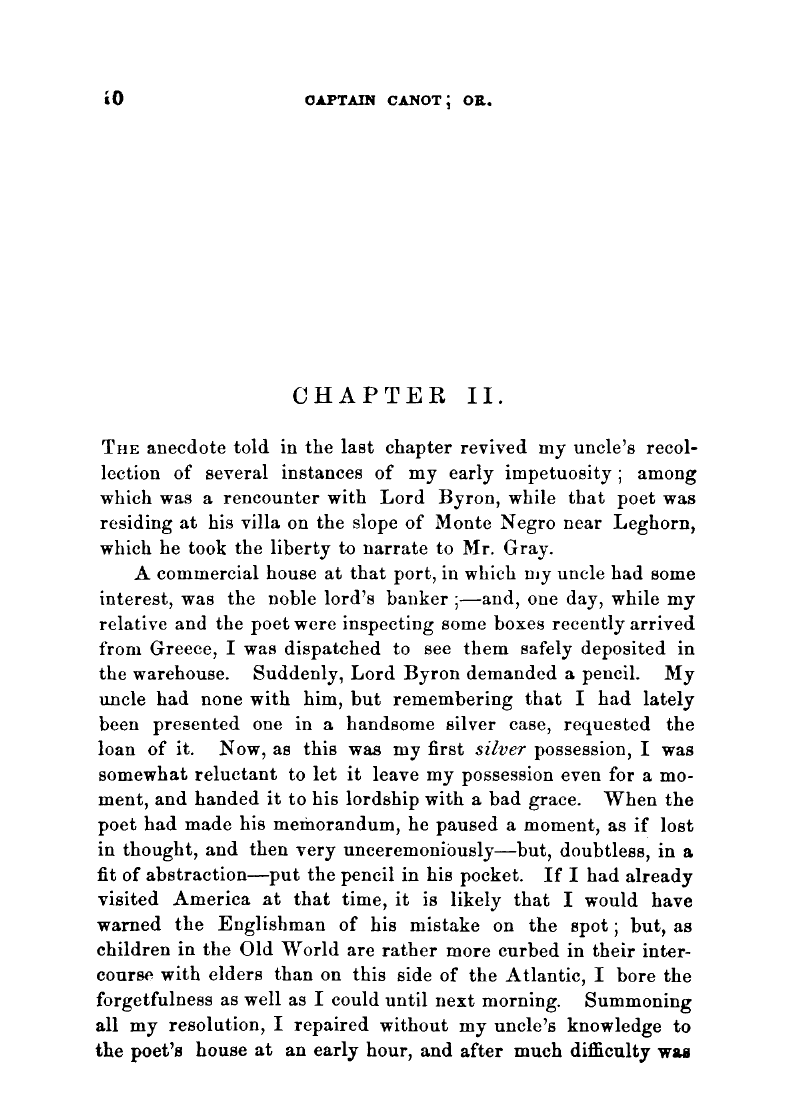 10 CAPTAIN CANOT; OR.
CHAPTER II.
THE anecdote told in the last chapter revived my uncle's recol-
lection of several instances of my early impetuosity; among
which was a rencounter with Lord Byron, while that poet was
residing at his villa on the slope of Monte Negro near Leghorn,
which he took the liberty to narrate to Mr. Gray.
A commercial house at that port, in which my uncle had some
interest, was the noble lord's banker;—and, one day, while my
relative and the poet were inspecting some boxes recently arrived
from Greece, I was dispatched to see them safely deposited in
the warehouse. Suddenly, Lord Byron demanded a pencil. My
uncle had none with him, but remembering that I had lately
been presented one in a handsome silver case, requested the
loan of it. Now, as this was my first silver possession, I was
somewhat reluctant to let it leave my possession even for a mo-
ment, and handed it to his lordship with a bad grace. When the
poet had made his memorandum, he paused a moment, as if lost
in thought, and then very unceremoniously—but, doubtless, in a
fit of abstraction—put the pencil in his pocket. If I had already
visited America at that time, it is likely that I would have
warned the Englishman of his mistake on the spot; but, as
children in the Old World are rather more curbed in their inter-
course with elders than on this side of the Atlantic, I bore the
forgetfulness as well as I could until next morning. Summoning
all my resolution, I repaired without my uncle's knowledge to
the poet's house at an early hour, and after much difficulty was